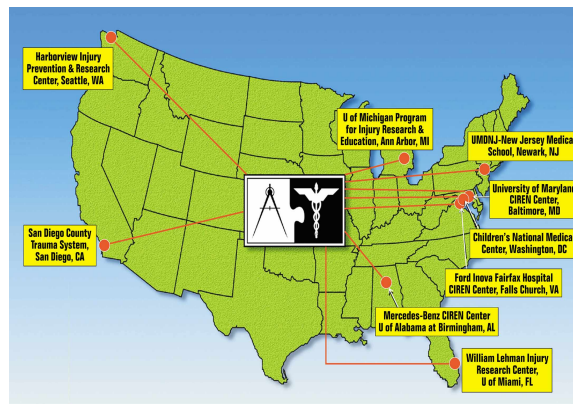 Harborview Injury
Prevention & Research
Center, Seattle, WA
U of Michigan Program
for Injury Research &
Education, Ann Arbor, MI
UMDNJ-New Jersey Medical
School, Newark, NJ
University of Maryland
CIREN Center,
Baltimore, MD
San Diego County
Trauma System,
San Diego, CA
Children's National Medical
Center, Washington, DC
Ford Inova Fairfax Hospital
CIREN Center, Falls Church, VA
Mercedes-Benz CIREN Center
U of Alabama at Birmingham, AL
William Lehman Injury
Research Center,
U of Miami, FL